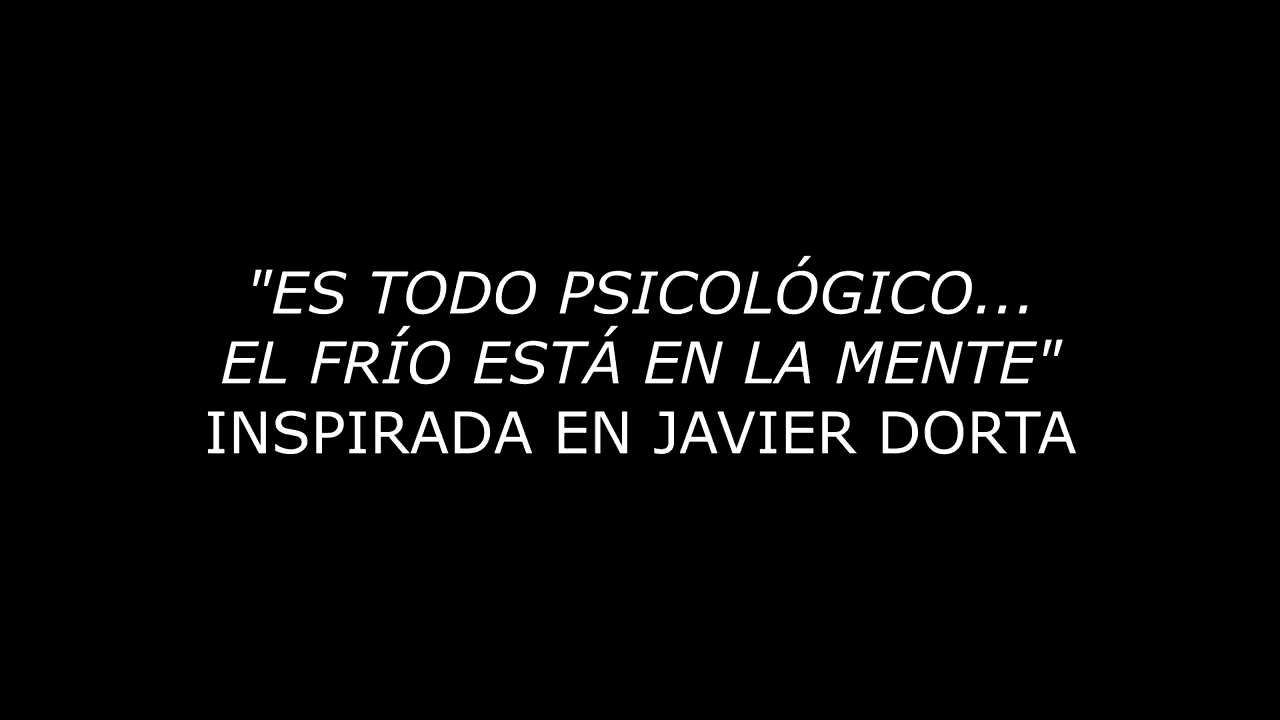 "ES TODO PSICOLÓGICO...
EL FRÍO ESTÁ EN LA MENTE"
INSPIRADA EN JAVIER DORTA